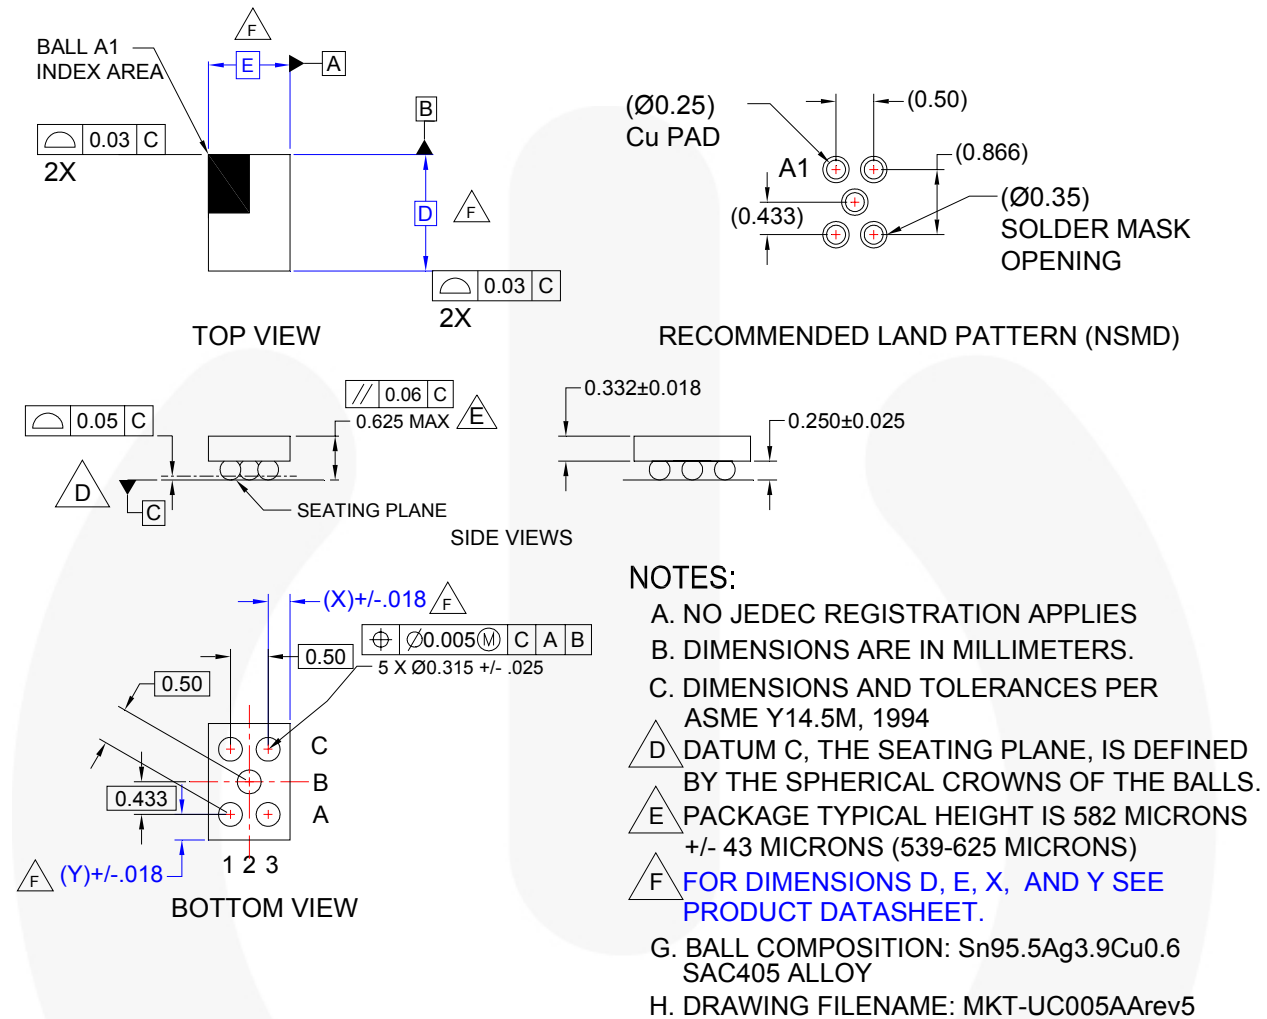 F
BALL A1
INDEX AREA
E
A
B
0.03 C
2X
D
F
0.03 C
2X
TOP VIEW
(Ø0.25)
Cu PAD
(0.50)
A1
(0.866)
(0.433)
(Ø0.35)
SOLDER MASK
OPENING
RECOMMENDED LAND PATTERN (NSMD)
0.05 C
// 0.06 C
0.625 MAX
E
D
C
SEATING PLANE
0.332±0.018
0.250±0.025
SIDE VIEWS
(X)+/-.018
F
Ø0.005Ⓜ C A B
5 X Ø0.315 +/- .025
0.50
0.50
0.433
C
B
A
1 2 3
F
(Y)+/-.018
BOTTOM VIEW
NOTES:
A. NO JEDEC REGISTRATION APPLIES
B. DIMENSIONS ARE IN MILLIMETERS.
C. DIMENSIONS AND TOLERANCES PER
ASME Y14.5M, 1994
D DATUM C, THE SEATING PLANE, IS DEFINED
BY THE SPHERICAL CROWNS OF THE BALLS.
E PACKAGE TYPICAL HEIGHT IS 582 MICRONS
+/- 43 MICRONS (539-625 MICRONS)
F FOR DIMENSIONS D, E, X, AND Y SEE
PRODUCT DATASHEET.
G. BALL COMPOSITION: Sn95.5Ag3.9Cu0.6
SAC405 ALLOY
H. DRAWING FILENAME: MKT-UC005AArev5